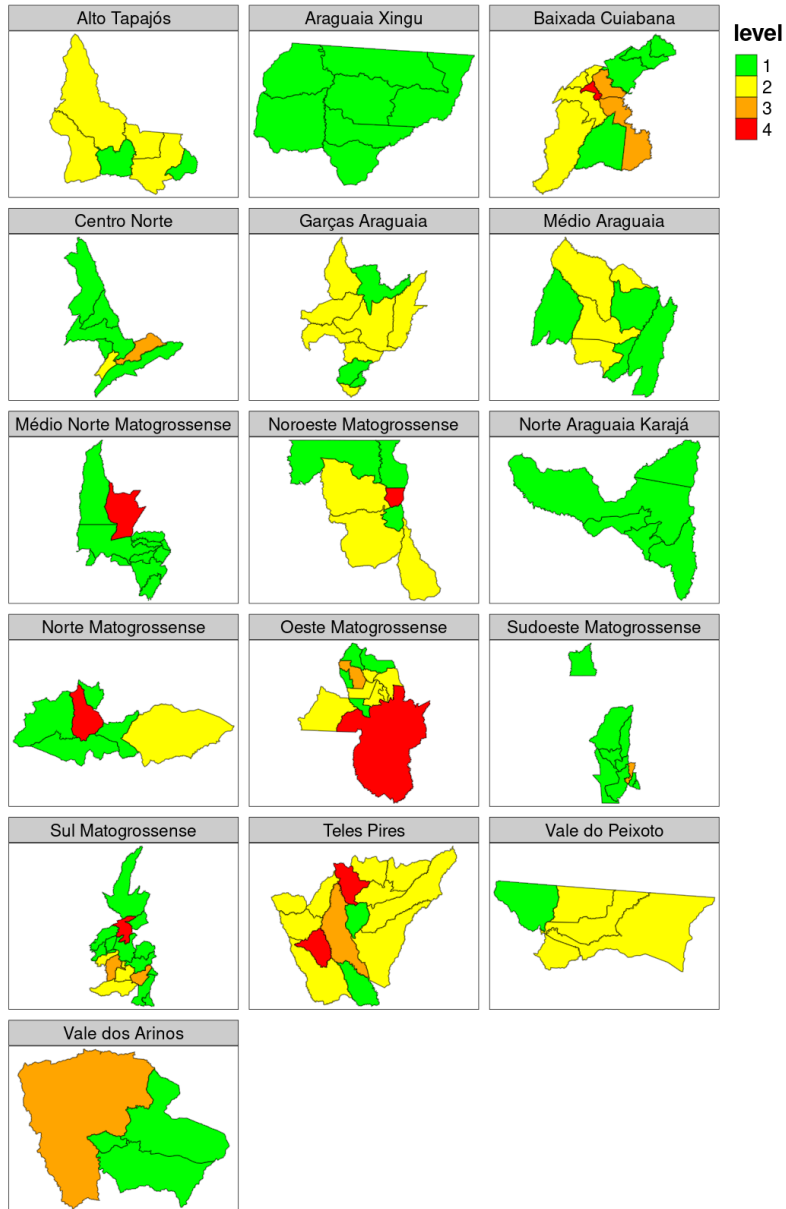 Alto Tapajós
Araguaia Xingu
Baixada Cuiabana
level
1
2
3
4
Centro Norte
Garças Araguaia
Médio Araguaia
Médio Norte Matogrossense
Noroeste Matogrossense
Norte Araguaia Karajá
Norte Matogrossense
Oeste Matogrossense
Sudoeste Matogrossense
Sul Matogrossense
Teles Pires
Vale do Peixoto
Vale dos Arinos